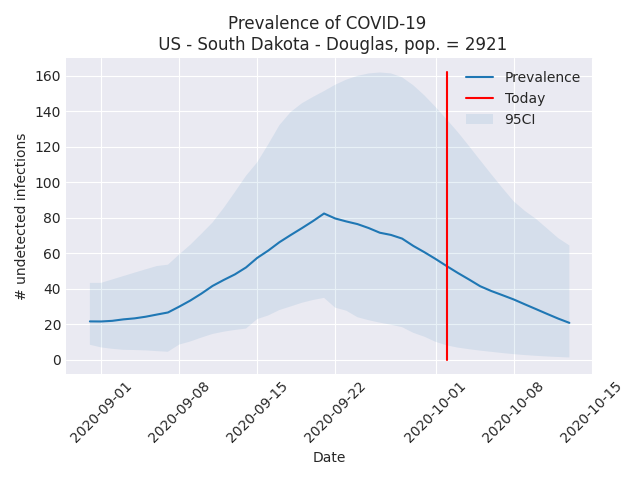 Prevalence of COVID-19
US - South Dakota - Douglas, pop. = 2921
Prevalence
Today
95CI
# undetected infections
160
140
120
100
80
60
40
20
0
2020-09-01
2020-09-08
2020-09-15
2020-09-22
2020-10-01
2020-10-08
2020-10-15
Date